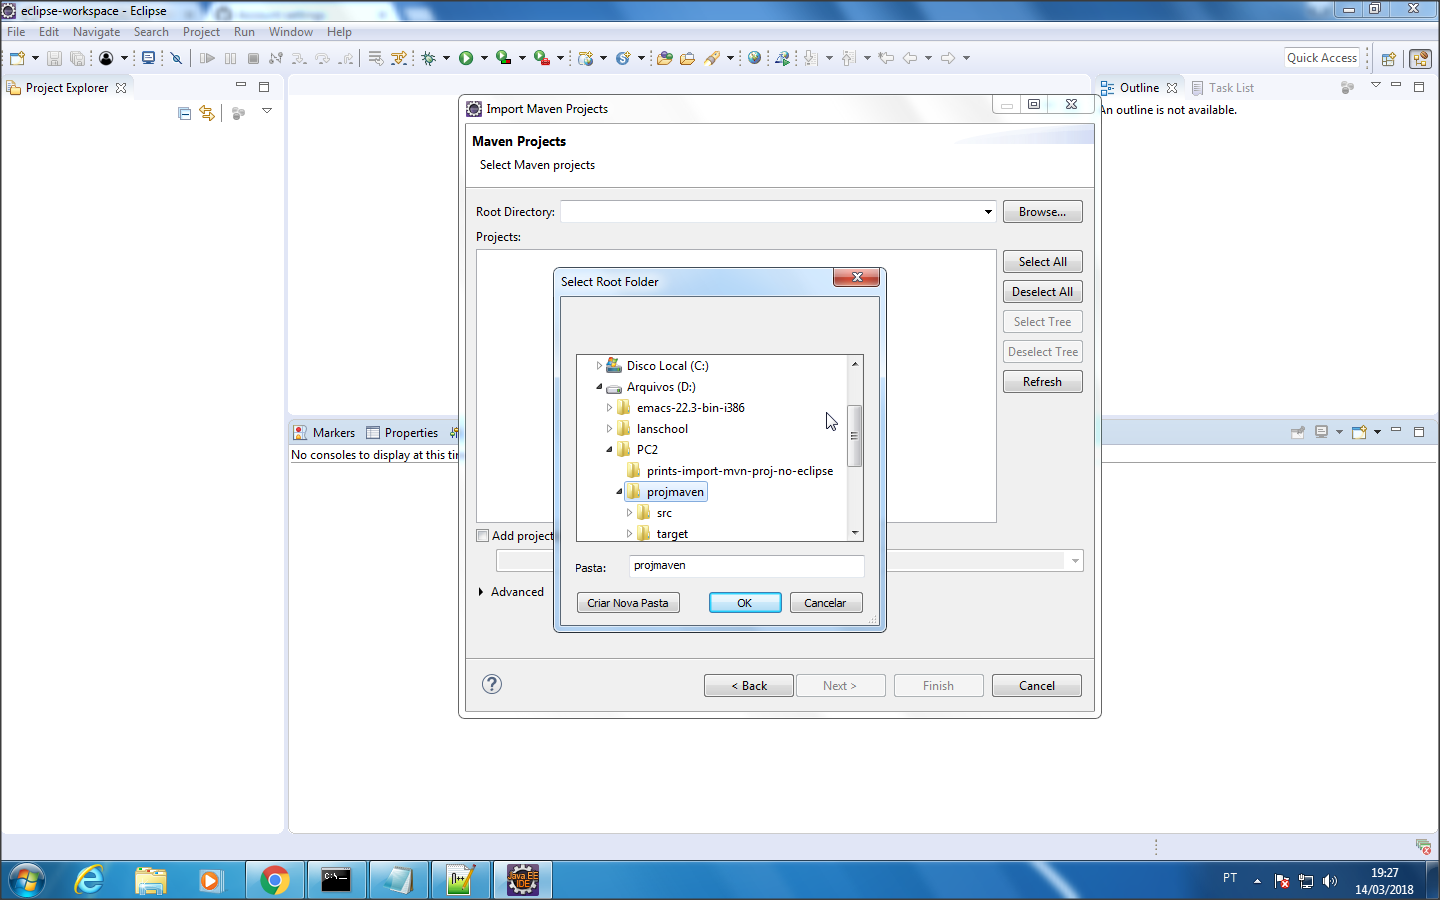 eclipse-workspace - Eclipse
File Edit Navigate Search Project Run Window Help
Quick Access
Project Explorer
Outline
Task List
An outline is not available.
Import Maven Projects
Maven Projects
Select Maven projects
Root Directory:
Browse...
Projects:
Select All
Deselect All
Select Tree
Deselect Tree
Refresh
Select Root Folder
Disco Local (C:)
Arquivos (D:)
emacs-22.3-bin-i386
lanschool
PC2
prints-import-mvn-proj-no-eclipse
projmaven
src
target
Pasta:
projmaven
Criar Nova Pasta
OK
Cancelar
Markers
Properties
No consoles to display at this tim
Add project
Advanced
< Back
Next >
Finish
Cancel
C:\_
Java EE
IDE
PT
19:27
14/03/2018